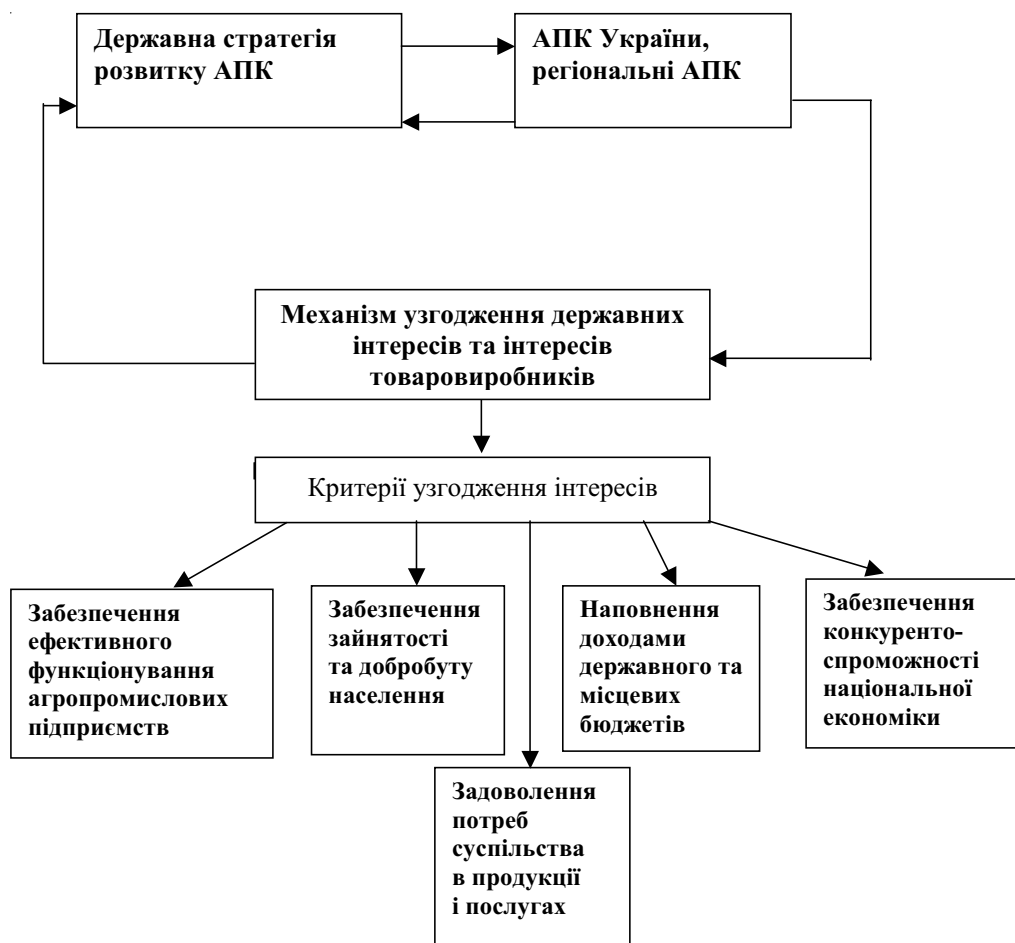 Державна стратегія
розвитку АПК
АПК України,
регіональні АПК
Механізм узгодження державних
інтересів та інтересів
товаровиробників
Критерії узгодження інтересів
Забезпечення
ефективного
функціонування
агропромислових
підприємств
Забезпечення
зайнятості
та добробуту
населення
Наповнення
доходами
державного та
місцевих
бюджетів
Забезпечення
конкуренто-
спроможності
національної
економіки
Задоволення
потреб
суспільства
в продукції
і послугах